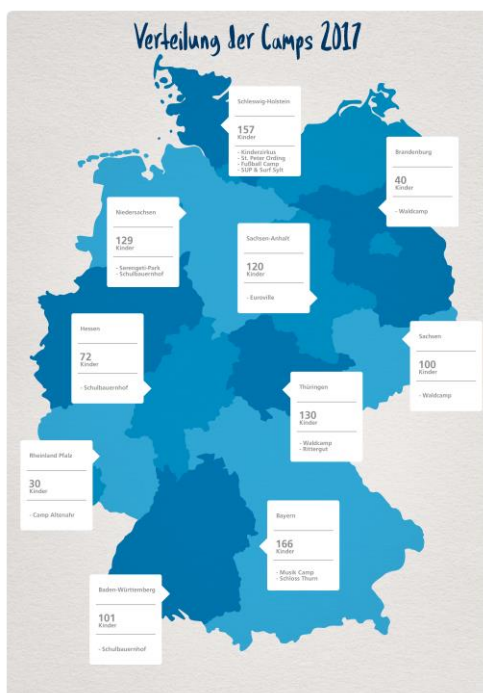 Verteilung der Camps 2017
Schleswig-Holstein
157
Kinder
- Kinderzirkus
- St. Peter Ording
- Fußball Camp
- SUP & Surf Sylt
Brandenburg
40
Kinder
- Waldcamp
Niedersachsen
129
Kinder
- Serengeti-Park
- Schulbauernhof
Sachsen-Anhalt
120
Kinder
- Euroville
Hessen
72
Kinder
- Schulbauernhof
Sachsen
100
Kinder
- Waldcamp
Thüringen
130
Kinder
- Waldcamp
- Rittergut
Rheinland Pfalz
30
Kinder
- Camp Altenahr
Bayern
166
Kinder
- Musik Camp
- Schloss Thurn
Baden-Württemberg
101
Kinder
- Schulbauernhof